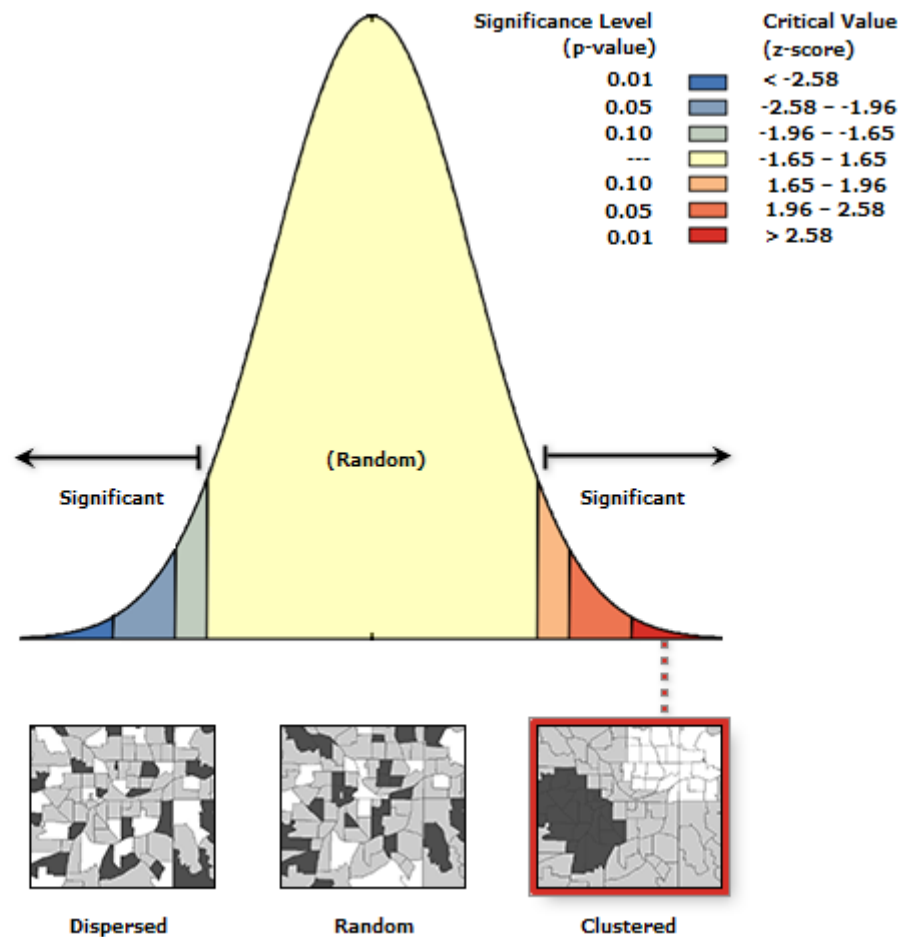 Significance Level Critical Value
(p-value) (z-score)
0.01 < -2.58
0.05 -2.58 – -1.96
0.10 -1.96 – -1.65
--- -1.65 – 1.65
0.10 1.65 – 1.96
0.05 1.96 – 2.58
0.01 > 2.58
(Random)
Significant Significant
Dispersed Random Clustered